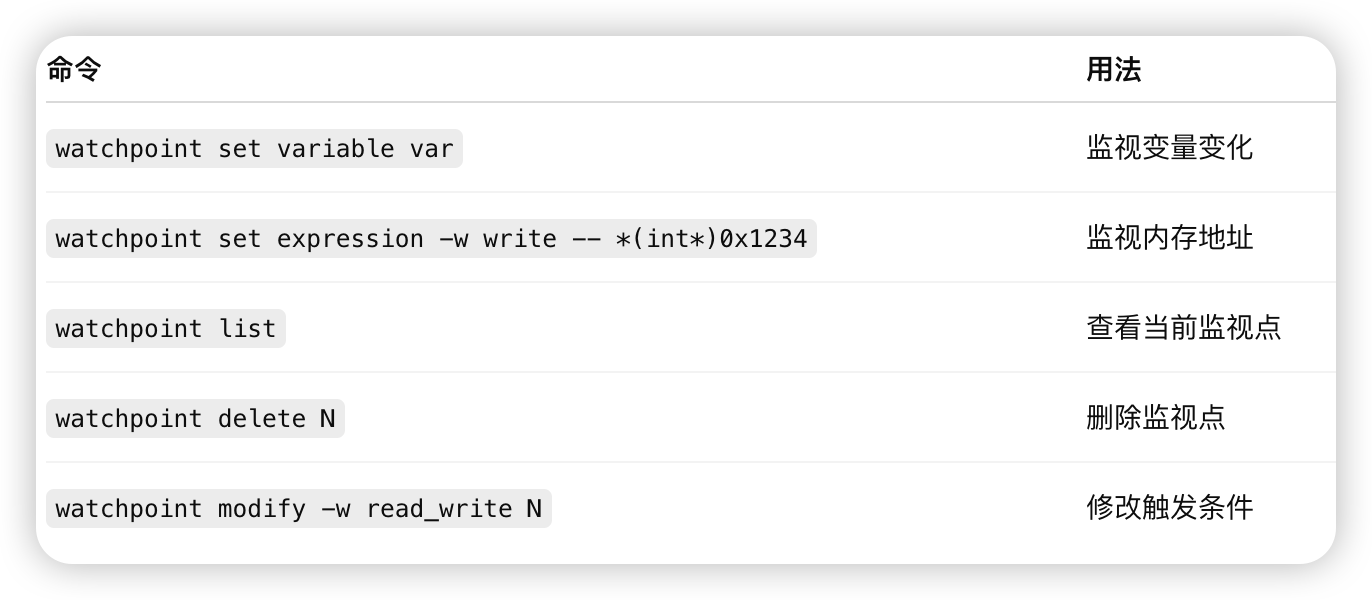 命令 用法
watchpoint set variable var 监视变量变化
watchpoint set expression -w write -- *(int*)0x1234 监视内存地址
watchpoint list 查看当前监视点
watchpoint delete N 删除监视点
watchpoint modify -w read_write N 修改触发条件